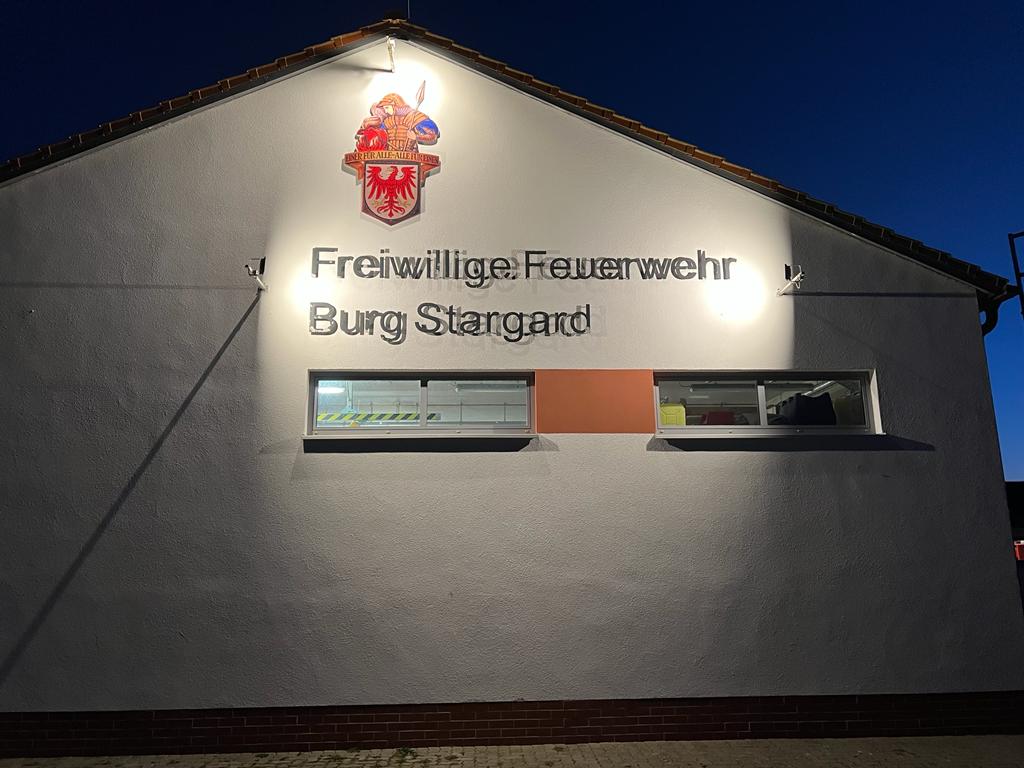 EINER FÜR ALLE-ALLE FÜR EINEN
Freiwillige Feuerwehr
Burg Stargard